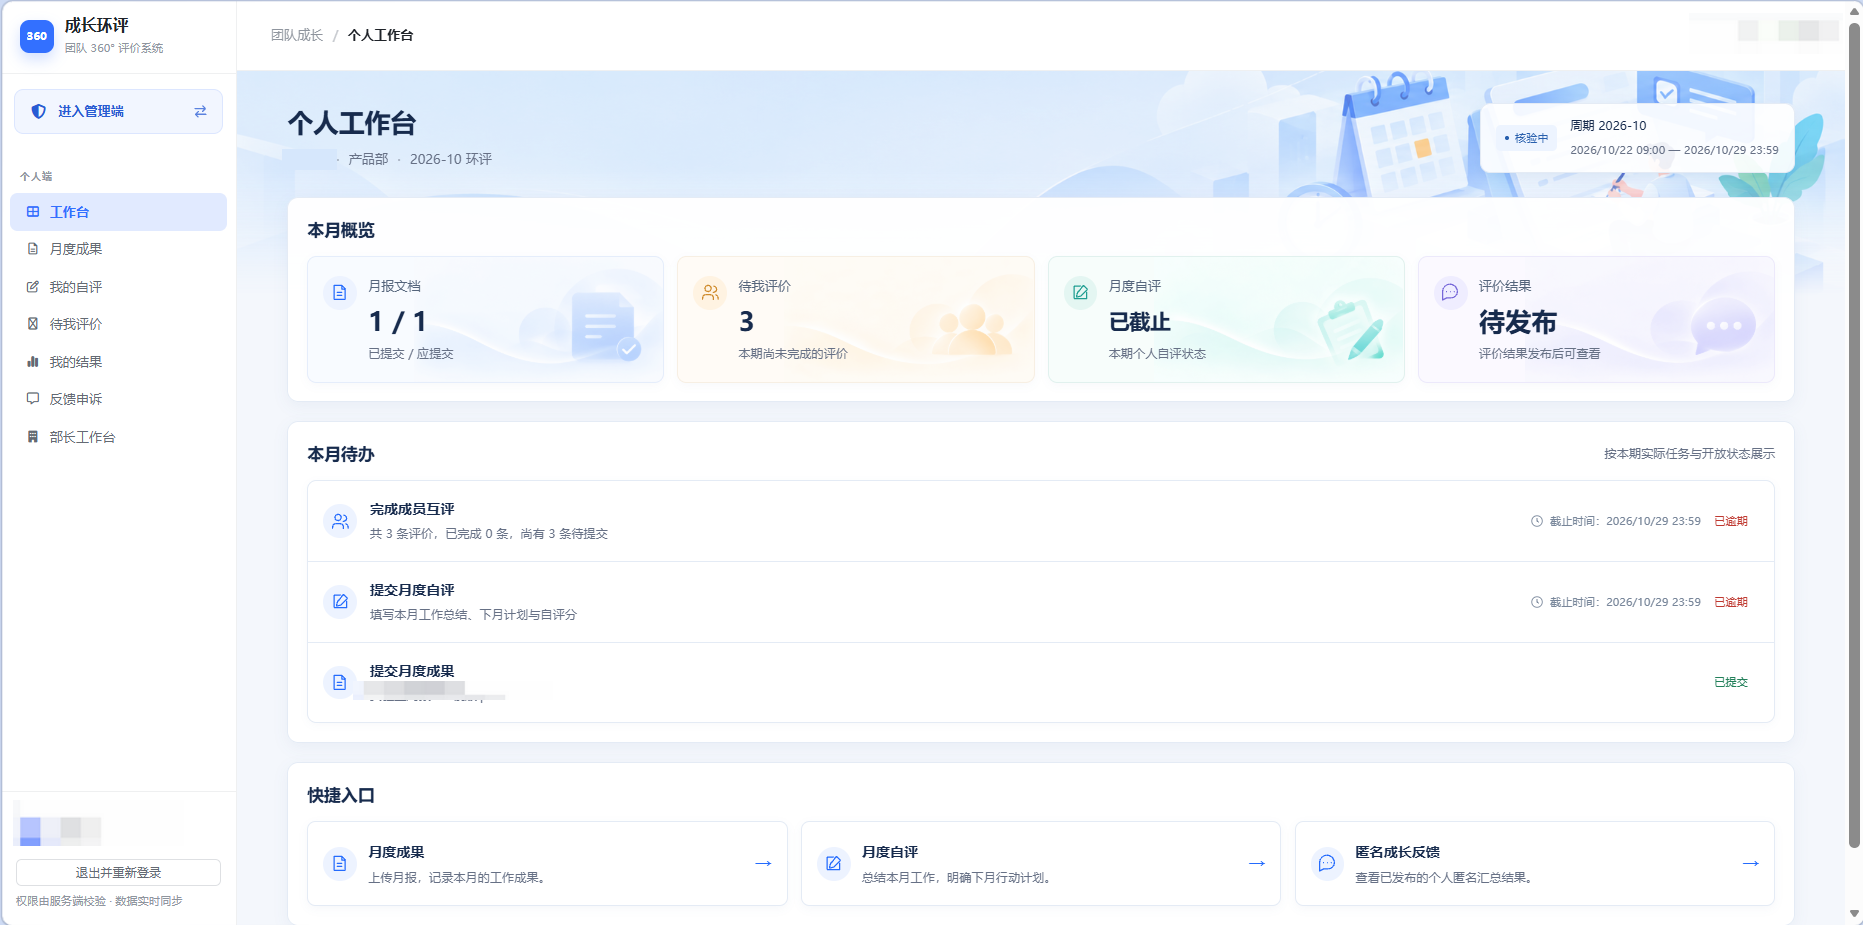 360
成长环评
团队 360° 评价系统
进入管理端
个人端
工作台
月度成果
我的自评
待我评价
我的结果
反馈申诉
部长工作台
退出并重新登录
权限由服务端校验 · 数据实时同步
团队成长 / 个人工作台
个人工作台
· 产品部 · 2026-10 环评
核验中
周期 2026-10
2026/10/22 09:00 — 2026/10/29 23:59
本月概览
月报文档
1 / 1
已提交 / 应提交
待我评价
3
本期尚未完成的评价
月度自评
已截止
本期个人自评状态
评价结果
待发布
评价结果发布后可查看
本月待办
按本期实际任务与开放状态展示
完成成员互评
共 3 条评价，已完成 0 条，尚有 3 条待提交
截止时间：2026/10/29 23:59 已逾期
提交月度自评
填写本月工作总结、下月计划与自评分
截止时间：2026/10/29 23:59 已逾期
提交月度成果
已提交
快捷入口
月度成果
上传月报，记录本月的工作成果。
月度自评
总结本月工作，明确下月行动计划。
匿名成长反馈
查看已发布的个人匿名汇总结果。